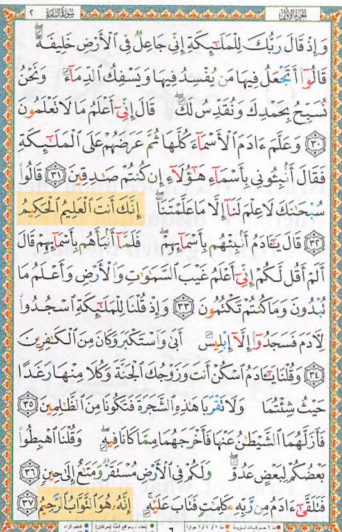 الجزء الأول سورة البقرة ٢
وَإِذْ قَالَ رَبُّكَ لِلْمَلَٰٓئِكَةِ إِنِّى جَاعِلٌ فِى ٱلْأَرْضِ خَلِيفَةً ۖ
قَالُوٓا۟ أَتَجْعَلُ فِيهَا مَن يُفْسِدُ فِيهَا وَيَسْفِكُ ٱلدِّمَآءَ وَنَحْنُ
نُسَبِّحُ بِحَمْدِكَ وَنُقَدِّسُ لَكَ ۖ قَالَ إِنِّىٓ أَعْلَمُ مَا لَا تَعْلَمُونَ
٣٠ وَعَلَّمَ ءَادَمَ ٱلْأَسْمَآءَ كُلَّهَا ثُمَّ عَرَضَهُمْ عَلَى ٱلْمَلَٰٓئِكَةِ
فَقَالَ أَنۢبِـُٔونِى بِأَسْمَآءِ هَٰٓؤُلَآءِ إِن كُنتُمْ صَٰدِقِينَ ٣١ قَالُوا۟
سُبْحَٰنَكَ لَا عِلْمَ لَنَآ إِلَّا مَا عَلَّمْتَنَآ ۖ إِنَّكَ أَنتَ ٱلْعَلِيمُ ٱلْحَكِيمُ
٣٢ قَالَ يَٰٓـَٔادَمُ أَنۢبِئْهُم بِأَسْمَآئِهِمْ ۖ فَلَمَّآ أَنۢبَأَهُم بِأَسْمَآئِهِمْ قَالَ
أَلَمْ أَقُل لَّكُمْ إِنِّىٓ أَعْلَمُ غَيْبَ ٱلسَّمَٰوَٰتِ وَٱلْأَرْضِ وَأَعْلَمُ مَا
تُبْدُونَ وَمَا كُنتُمْ تَكْتُمُونَ ٣٣ وَإِذْ قُلْنَا لِلْمَلَٰٓئِكَةِ ٱسْجُدُوا۟
لِـَٔادَمَ فَسَجَدُوٓا۟ إِلَّآ إِبْلِيسَ أَبَىٰ وَٱسْتَكْبَرَ وَكَانَ مِنَ ٱلْكَٰفِرِينَ
٣٤ وَقُلْنَا يَٰٓـَٔادَمُ ٱسْكُنْ أَنتَ وَزَوْجُكَ ٱلْجَنَّةَ وَكُلَا مِنْهَا رَغَدًا
حَيْثُ شِئْتُمَا وَلَا تَقْرَبَا هَٰذِهِ ٱلشَّجَرَةَ فَتَكُونَا مِنَ ٱلظَّٰلِمِينَ ٣٥
فَأَزَلَّهُمَا ٱلشَّيْطَٰنُ عَنْهَا فَأَخْرَجَهُمَا مِمَّا كَانَا فِيهِ ۖ وَقُلْنَا ٱهْبِطُوا۟
بَعْضُكُمْ لِبَعْضٍ عَدُوٌّ ۖ وَلَكُمْ فِى ٱلْأَرْضِ مُسْتَقَرٌّ وَمَتَٰعٌ إِلَىٰ حِينٍ ٣٦
فَتَلَقَّىٰٓ ءَادَمُ مِن رَّبِّهِۦ كَلِمَٰتٍ فَتَابَ عَلَيْهِ ۚ إِنَّهُۥ هُوَ ٱلتَّوَّابُ ٱلرَّحِيمُ ٣٧
٦